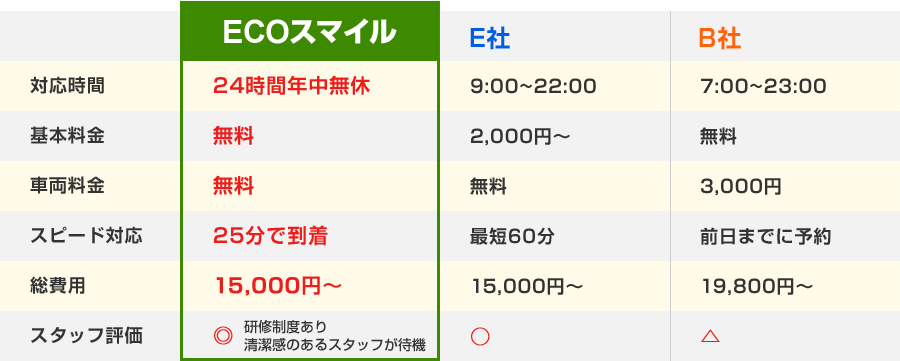 ECOスマイル E社 B社
対応時間 24時間年中無休 9:00~22:00 7:00~23:00
基本料金 無料 2,000円〜 無料
車両料金 無料 無料 3,000円
スピード対応 25分で到着 最短60分 前日までに予約
総費用 15,000円〜 15,000円〜 19,800円〜
スタッフ評価 ◎ 研修制度あり ○ △
清潔感のあるスタッフが待機